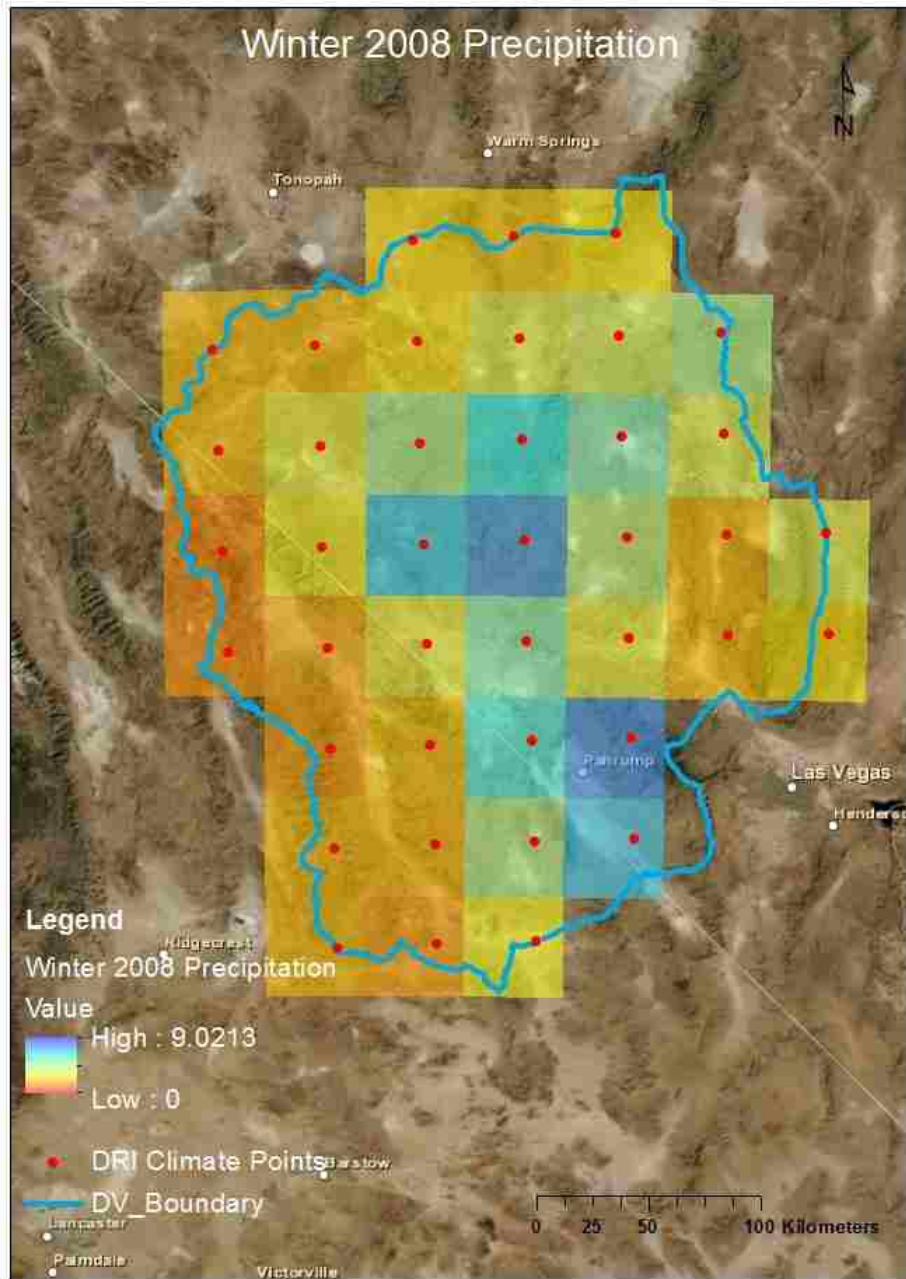 Winter 2008 Precipitation
N
Warm Springs
Tonopah
Pahrump
Las Vegas
Legend
Ridgecrest
Winter 2008 Precipitation
Value
High : 9.0213
Low : 0
DRI Climate Points
Barstow
DV_Boundary
0 25 50 100 Kilometers
Lancaster
Palmdale
Victorville